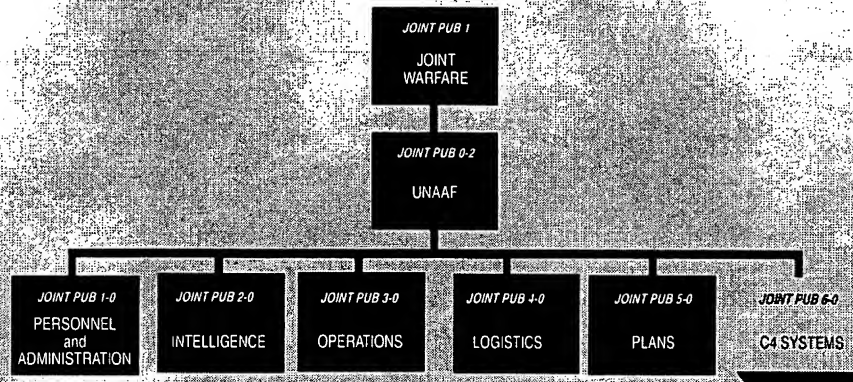 JOINT PUB 1
JOINT
WARFARE
JOINT PUB 0-2
UNAAF
JOINT PUB 1-0
PERSONNEL
and
ADMINISTRATION
JOINT PUB 2-0
INTELLIGENCE
JOINT PUB 3-0
OPERATIONS
JOINT PUB 4-0
LOGISTICS
JOINT PUB 5-0
PLANS
JOINT PUB 6-0
C4 SYSTEMS